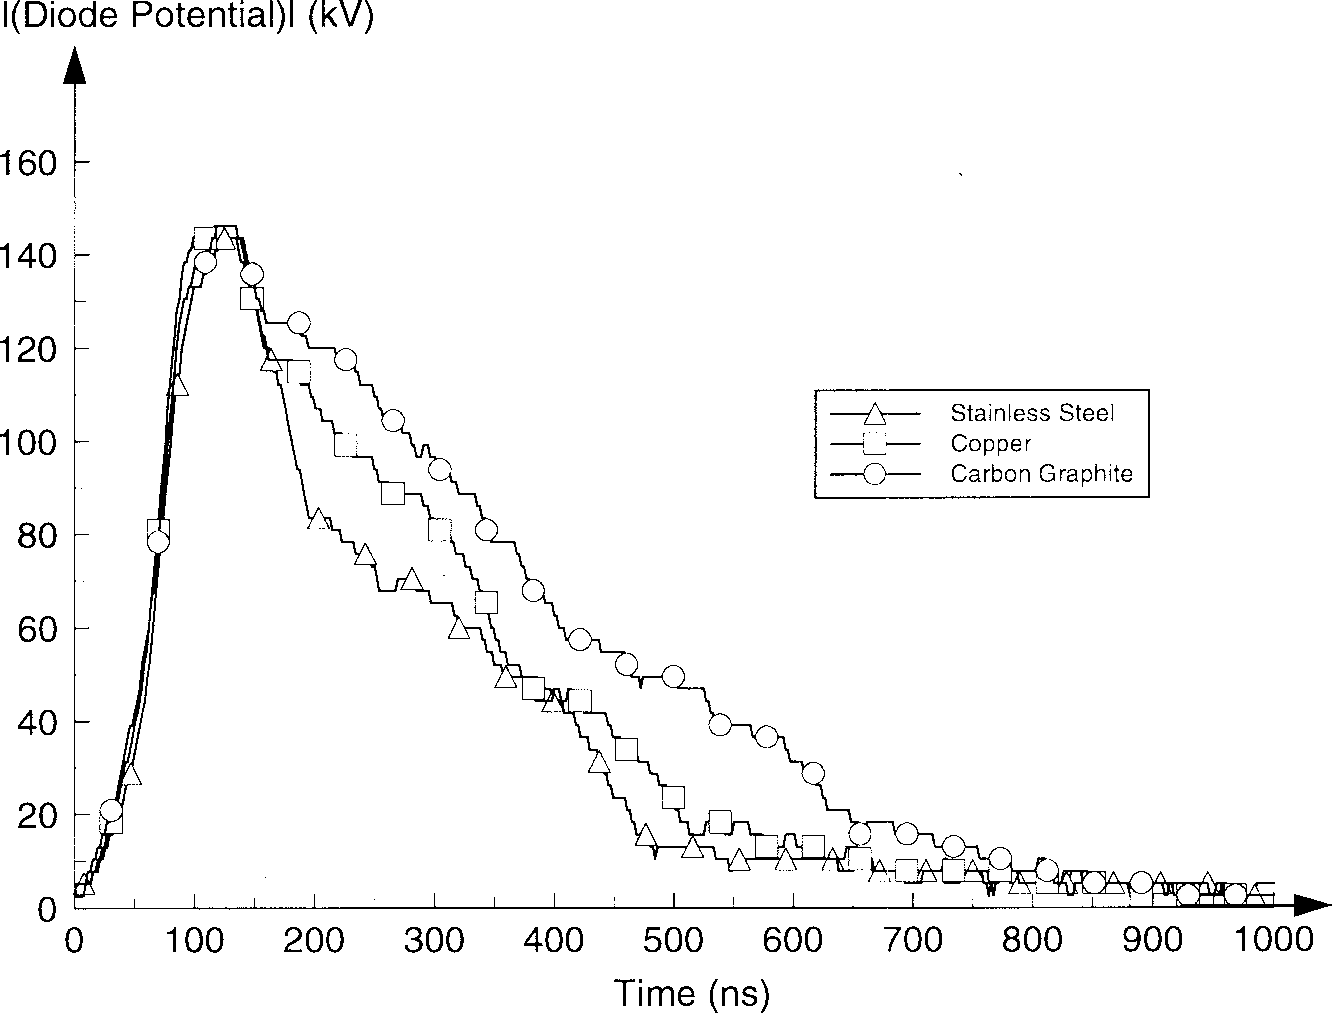 |(Diode Potential)| (kV)
160
140
120
100
80
60
40
20
0
Stainless Steel
Copper
Carbon Graphite
0 100 200 300 400 500 600 700 800 900 1000
Time (ns)